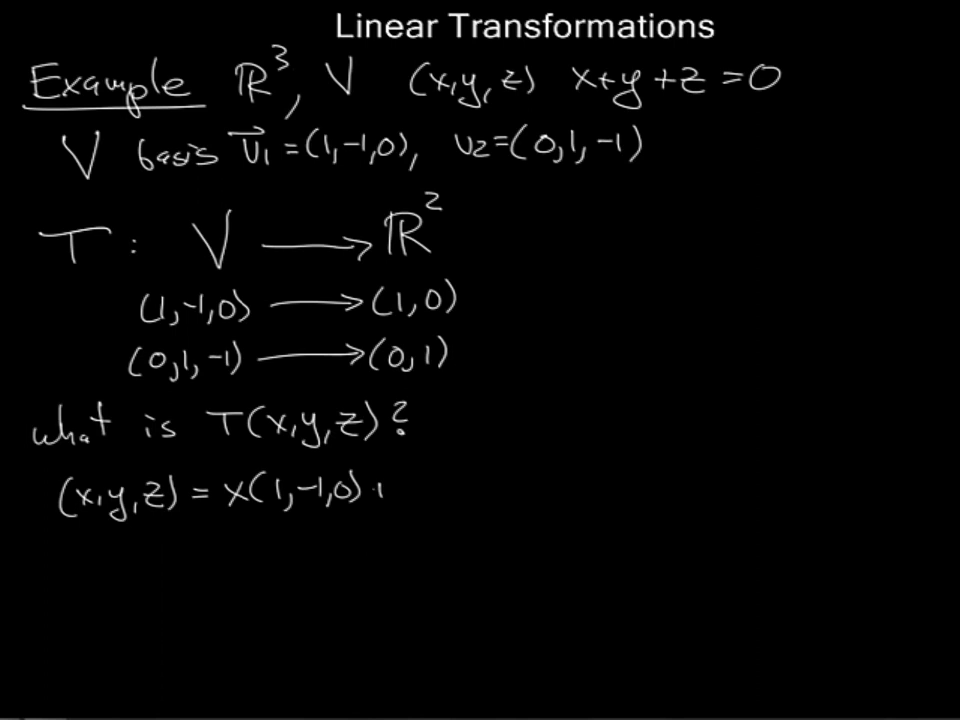 Linear Transformations
Example ℝ³, V (x,y,z) x+y+z=0
V basis v⃗₁=(1,-1,0), v₂=(0,1,-1)
T: V ⟶ ℝ²
(1,-1,0) ⟶ (1,0)
(0,1,-1) ⟶ (0,1)
what is T(x,y,z)?
(x,y,z) = x(1,-1,0)